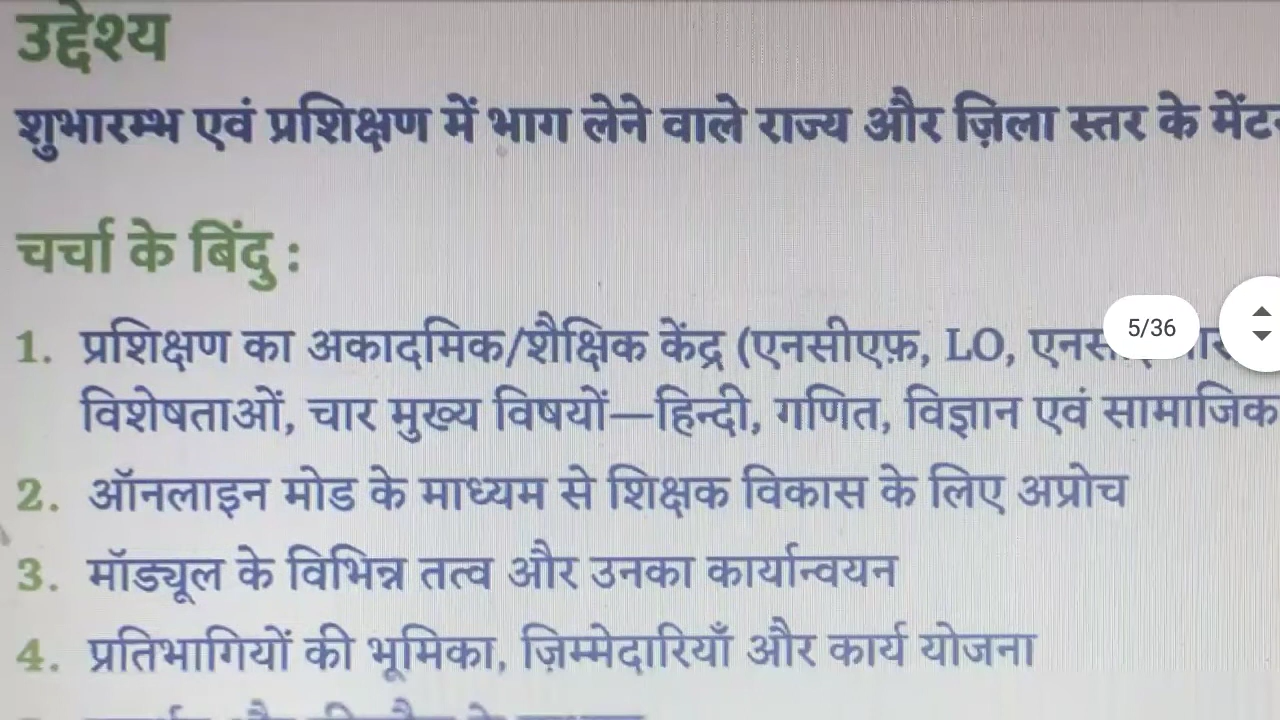 उद्देश्य
शुभारम्भ एवं प्रशिक्षण में भाग लेने वाले राज्य और ज़िला स्तर के
चर्चा के बिंदु :
1. प्रशिक्षण का अकादमिक/शैक्षिक केंद्र (एनसीएफ़, LO,
5/36
विशेषताओं, चार मुख्य विषयों—हिन्दी, गणित, विज्ञान एवं सामाजिक
2. ऑनलाइन मोड के माध्यम से शिक्षक विकास के लिए अप्रोच
3. मॉड्यूल के विभिन्न तत्व और उनका कार्यान्वयन
4. प्रतिभागियों की भूमिका, ज़िम्मेदारियाँ और कार्य योजना